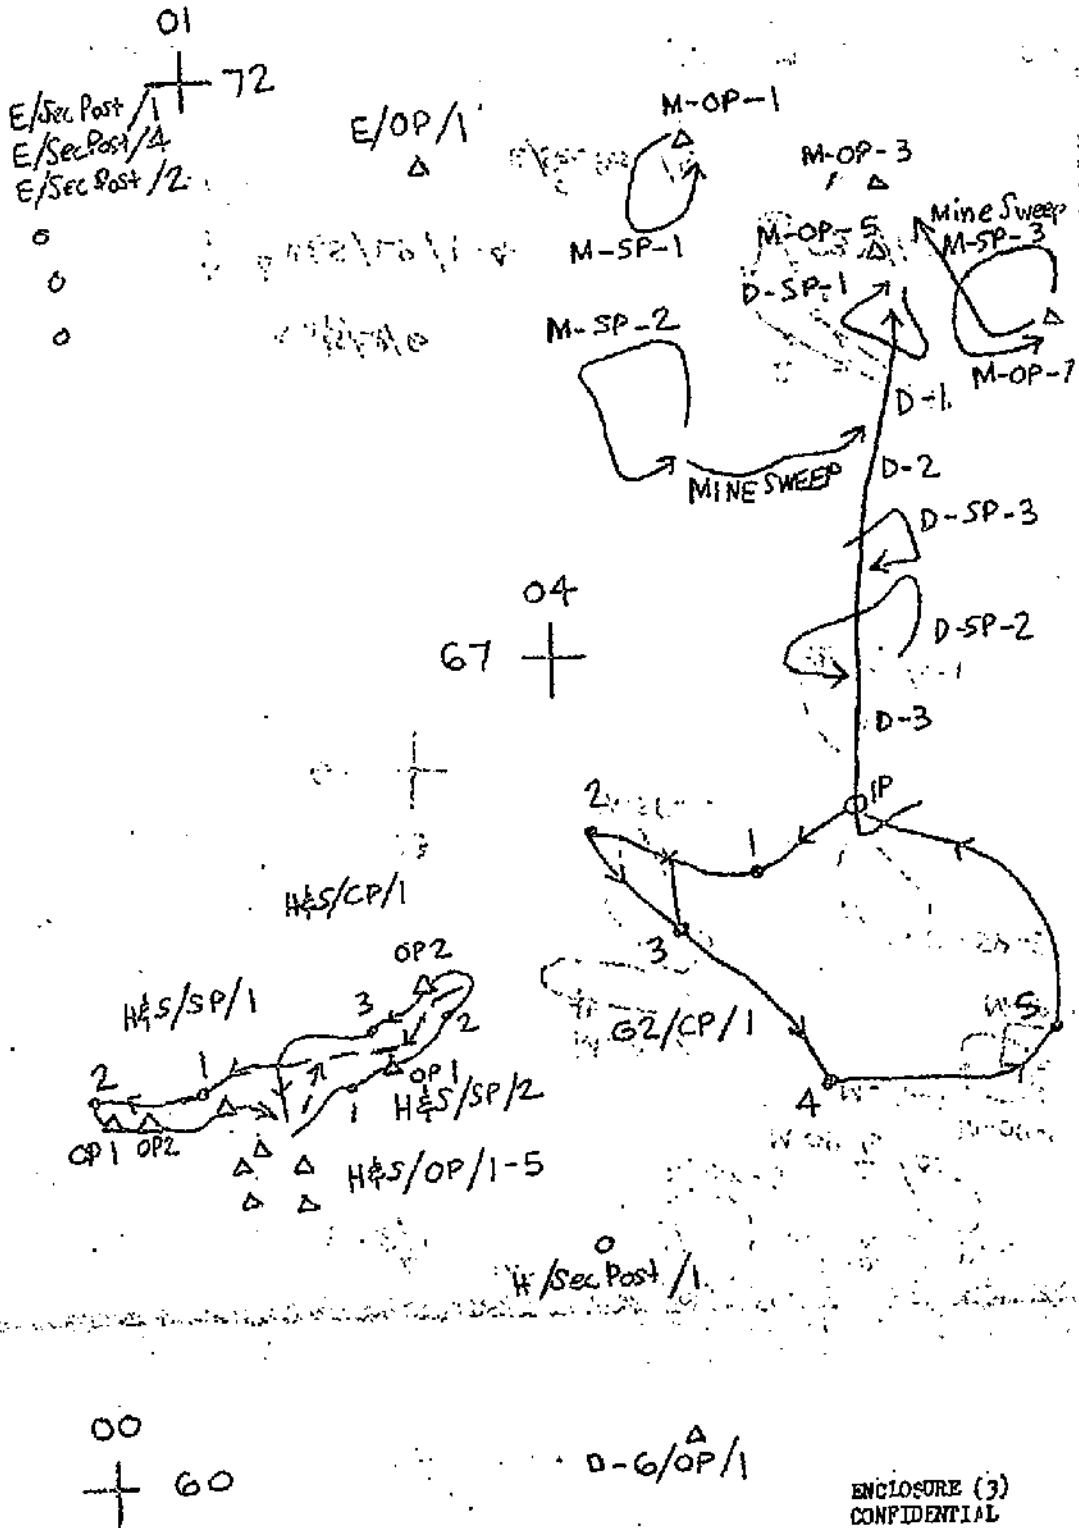 01
72
E/Sec Post 1
E/Sec Post/4
E/Sec Post/2
E/OP/1
M-OP-1
M-SP-1
M-OP-3
M-OP-5
Mine Sweep
M-SP-3
D-SP-1
M-OP-7
M-SP-2
MINE SWEEP
D-1
D-2
D-SP-3
04
67
D-SP-2
D-3
IP
2
1
3
4
5
G2/CP/1
H&S/CP/1
OP2
3
2
H&S/SP/1
1
2
OP1
1
H&S/SP/2
OP1 OP2
H&S/OP/1-5
H/Sec Post/1
00
60
D-6/OP/1
ENCLOSURE (3)
CONFIDENTIAL